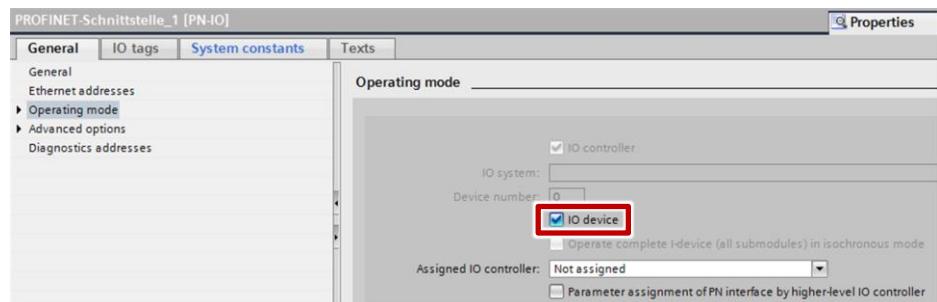 PROFINET-Schnittstelle_1 [PN-IO]
Properties
General IO tags System constants Texts
General
Ethernet addresses
Operating mode
Advanced options
Diagnostics addresses
Operating mode
IO controller
IO system:
Device number: 0
IO device
Operate complete I-device (all submodules) in isochronous mode
Assigned IO controller: Not assigned
Parameter assignment of PN interface by higher-level IO controller